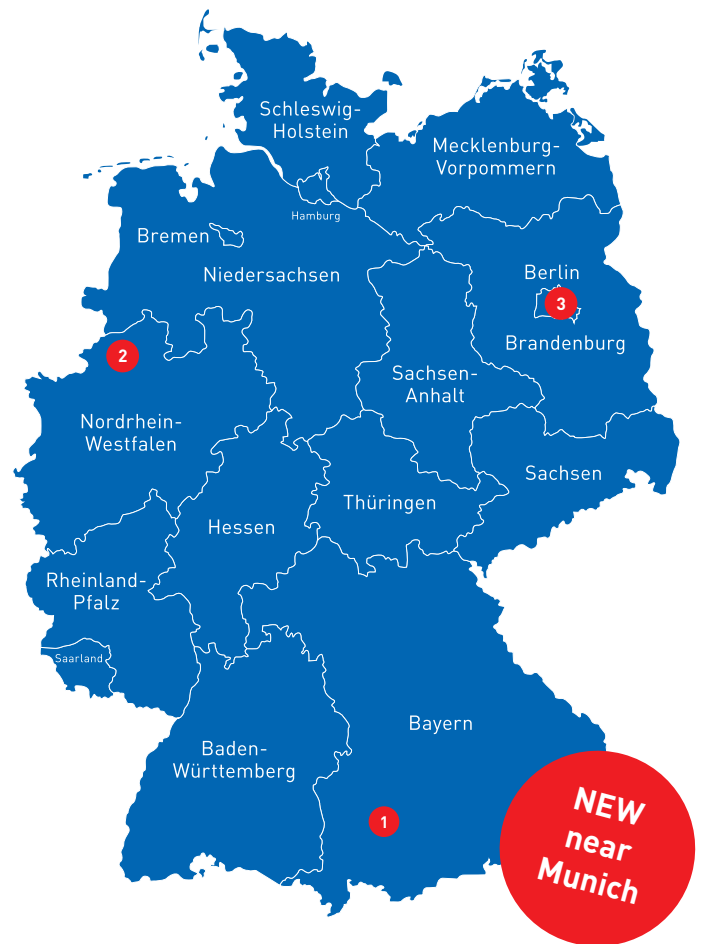 Schleswig-
Holstein
Mecklenburg-
Vorpommern
Hamburg
Bremen
Niedersachsen
Berlin
3
Brandenburg
2
Sachsen-
Anhalt
Nordrhein-
Westfalen
Sachsen
Thüringen
Hessen
Rheinland-
Pfalz
Saarland
Bayern
Baden-
Württemberg
1
NEW
near
Munich